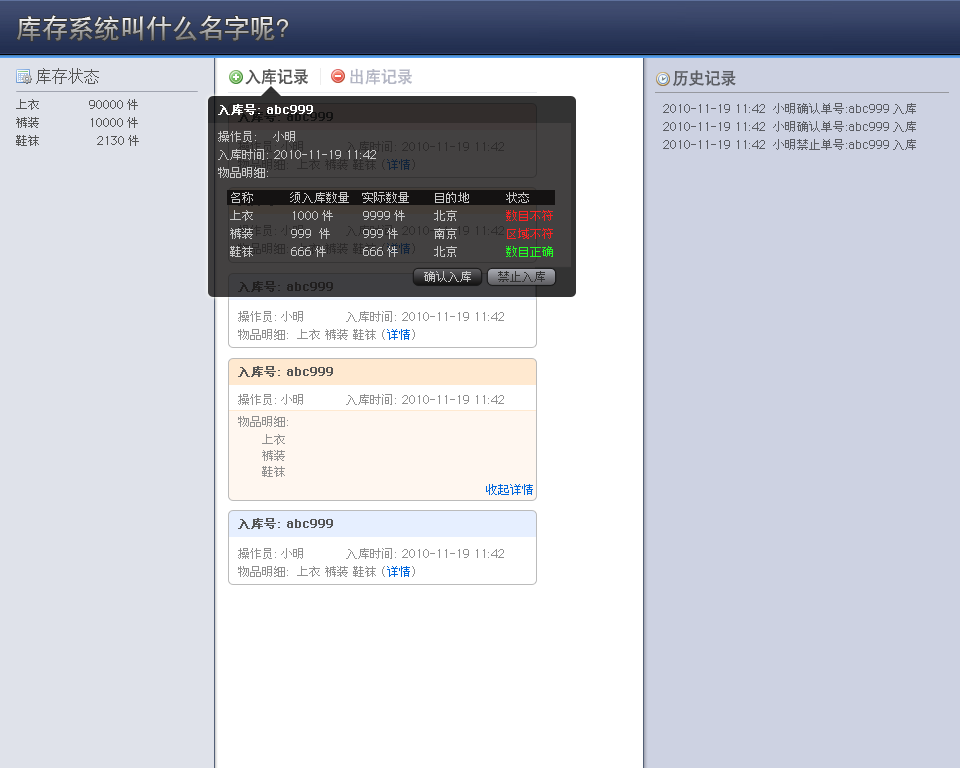 库存系统叫什么名字呢?
库存状态
上衣 90000 件
裤装 10000 件
鞋袜 2130 件
入库记录 出库记录
入库号: abc999
操作员: 小明
入库时间: 2010-11-19 11:42
物品明细:
名称 须入库数量 实际数量 目的地 状态
上衣 1000 件 9999 件 北京 数目不符
裤装 999 件 999 件 南京 区域不符
鞋袜 666 件 666 件 北京 数目正确
确认入库 禁止入库
入库号: abc999
操作员: 小明 入库时间: 2010-11-19 11:42
物品明细: 上衣 裤装 鞋袜 (详情)
入库号: abc999
操作员: 小明 入库时间: 2010-11-19 11:42
物品明细:
上衣
裤装
鞋袜
收起详情
入库号: abc999
操作员: 小明 入库时间: 2010-11-19 11:42
物品明细: 上衣 裤装 鞋袜 (详情)
历史记录
2010-11-19 11:42 小明确认单号:abc999 入库
2010-11-19 11:42 小明确认单号:abc999 入库
2010-11-19 11:42 小明禁止单号:abc999 入库